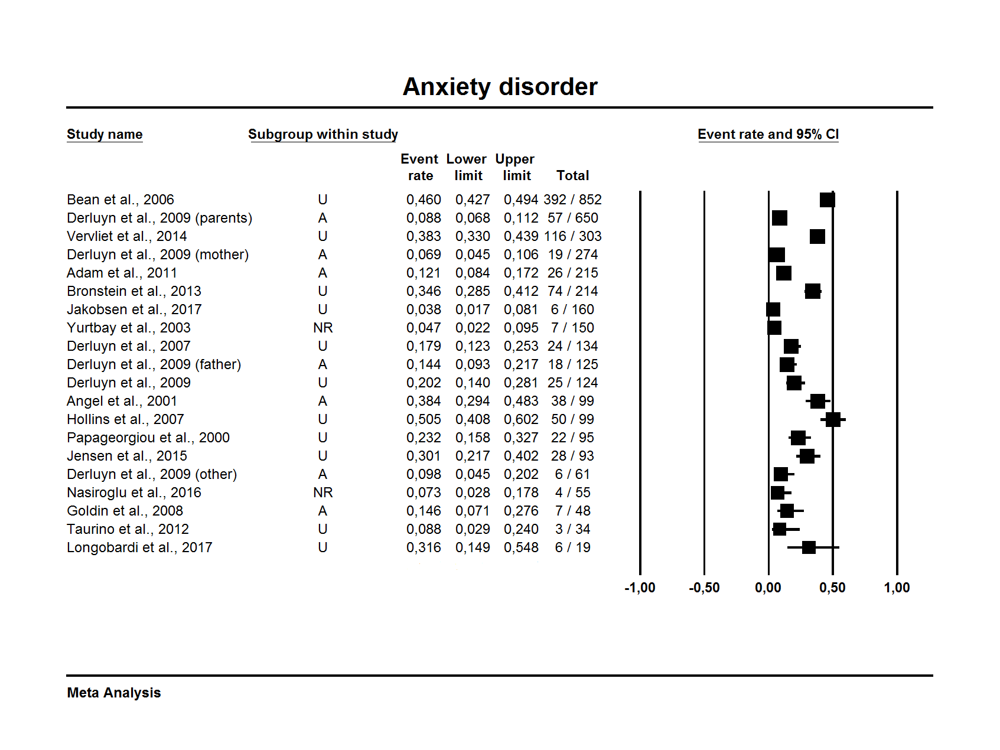 Anxiety disorder
Study name Subgroup within study Event rate and 95% CI
Event Lower Upper
rate limit limit Total
Bean et al., 2006 U 0,460 0,427 0,494 392 / 852
Derluyn et al., 2009 (parents) A 0,088 0,068 0,112 57 / 650
Vervliet et al., 2014 U 0,383 0,330 0,439 116 / 303
Derluyn et al., 2009 (mother) A 0,069 0,045 0,106 19 / 274
Adam et al., 2011 A 0,121 0,084 0,172 26 / 215
Bronstein et al., 2013 U 0,346 0,285 0,412 74 / 214
Jakobsen et al., 2017 U 0,038 0,017 0,081 6 / 160
Yurtbay et al., 2003 NR 0,047 0,022 0,095 7 / 150
Derluyn et al., 2007 U 0,179 0,123 0,253 24 / 134
Derluyn et al., 2009 (father) A 0,144 0,093 0,217 18 / 125
Derluyn et al., 2009 U 0,202 0,140 0,281 25 / 124
Angel et al., 2001 A 0,384 0,294 0,483 38 / 99
Hollins et al., 2007 U 0,505 0,408 0,602 50 / 99
Papageorgiou et al., 2000 U 0,232 0,158 0,327 22 / 95
Jensen et al., 2015 U 0,301 0,217 0,402 28 / 93
Derluyn et al., 2009 (other) A 0,098 0,045 0,202 6 / 61
Nasiroglu et al., 2016 NR 0,073 0,028 0,178 4 / 55
Goldin et al., 2008 A 0,146 0,071 0,276 7 / 48
Taurino et al., 2012 U 0,088 0,029 0,240 3 / 34
Longobardi et al., 2017 U 0,316 0,149 0,548 6 / 19
-1,00 -0,50 0,00 0,50 1,00
Meta Analysis